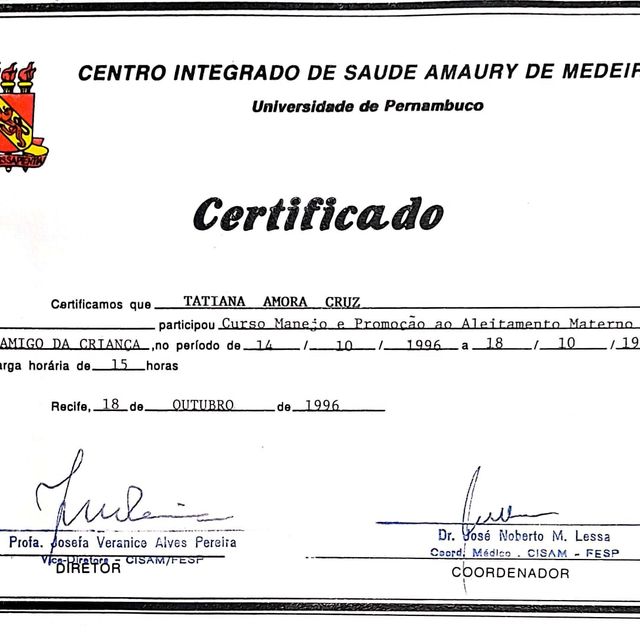 CENTRO INTEGRADO DE SAUDE AMAURY DE MEDEIR
Universidade de Pernambuco
Certificado
Certificamos que TATIANA AMORA CRUZ
participou Curso Manejo e Promoção ao Aleitamento Materno
AMIGO DA CRIANÇA ,no período de 14 / 10 / 1996 a 18 / 10 / 19
arga horária de 15 horas
Recife, 18 de OUTUBRO de 1996
Profa. Josefa Veranice Alves Pereira
Vice-Diretora - CISAM/FESP
DIRETOR
Dr. José Noberto M. Lessa
Coord. Médico . CISAM - FESP
COORDENADOR